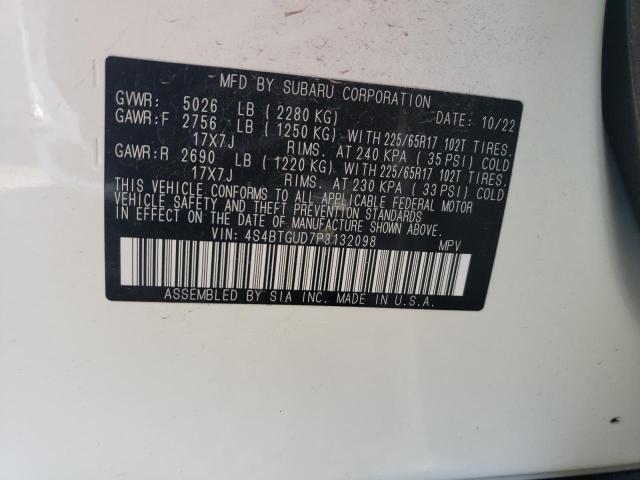 MFD BY SUBARU CORPORATION
GVWR: 5026 LB ( 2280 KG) DATE: 10/22
GAWR:F 2756 LB ( 1250 KG) WITH 225/65R17 102T TIRES.
17X7J RIMS. AT 240 KPA ( 35 PSI) COLD
GAWR:R 2690 LB ( 1220 KG) WITH 225/65R17 102T TIRES.
17X7J RIMS. AT 230 KPA ( 33 PSI) COLD
THIS VEHICLE CONFORMS TO ALL APPLICABLE FEDERAL MOTOR
VEHICLE SAFETY AND THEFT PREVENTION STANDARDS
IN EFFECT ON THE DATE OF MANUFACTURE SHOWN ABOVE.
VIN: 4S4BTGUD7P3132098 MPV
ASSEMBLED BY SIA INC. MADE IN U.S.A.